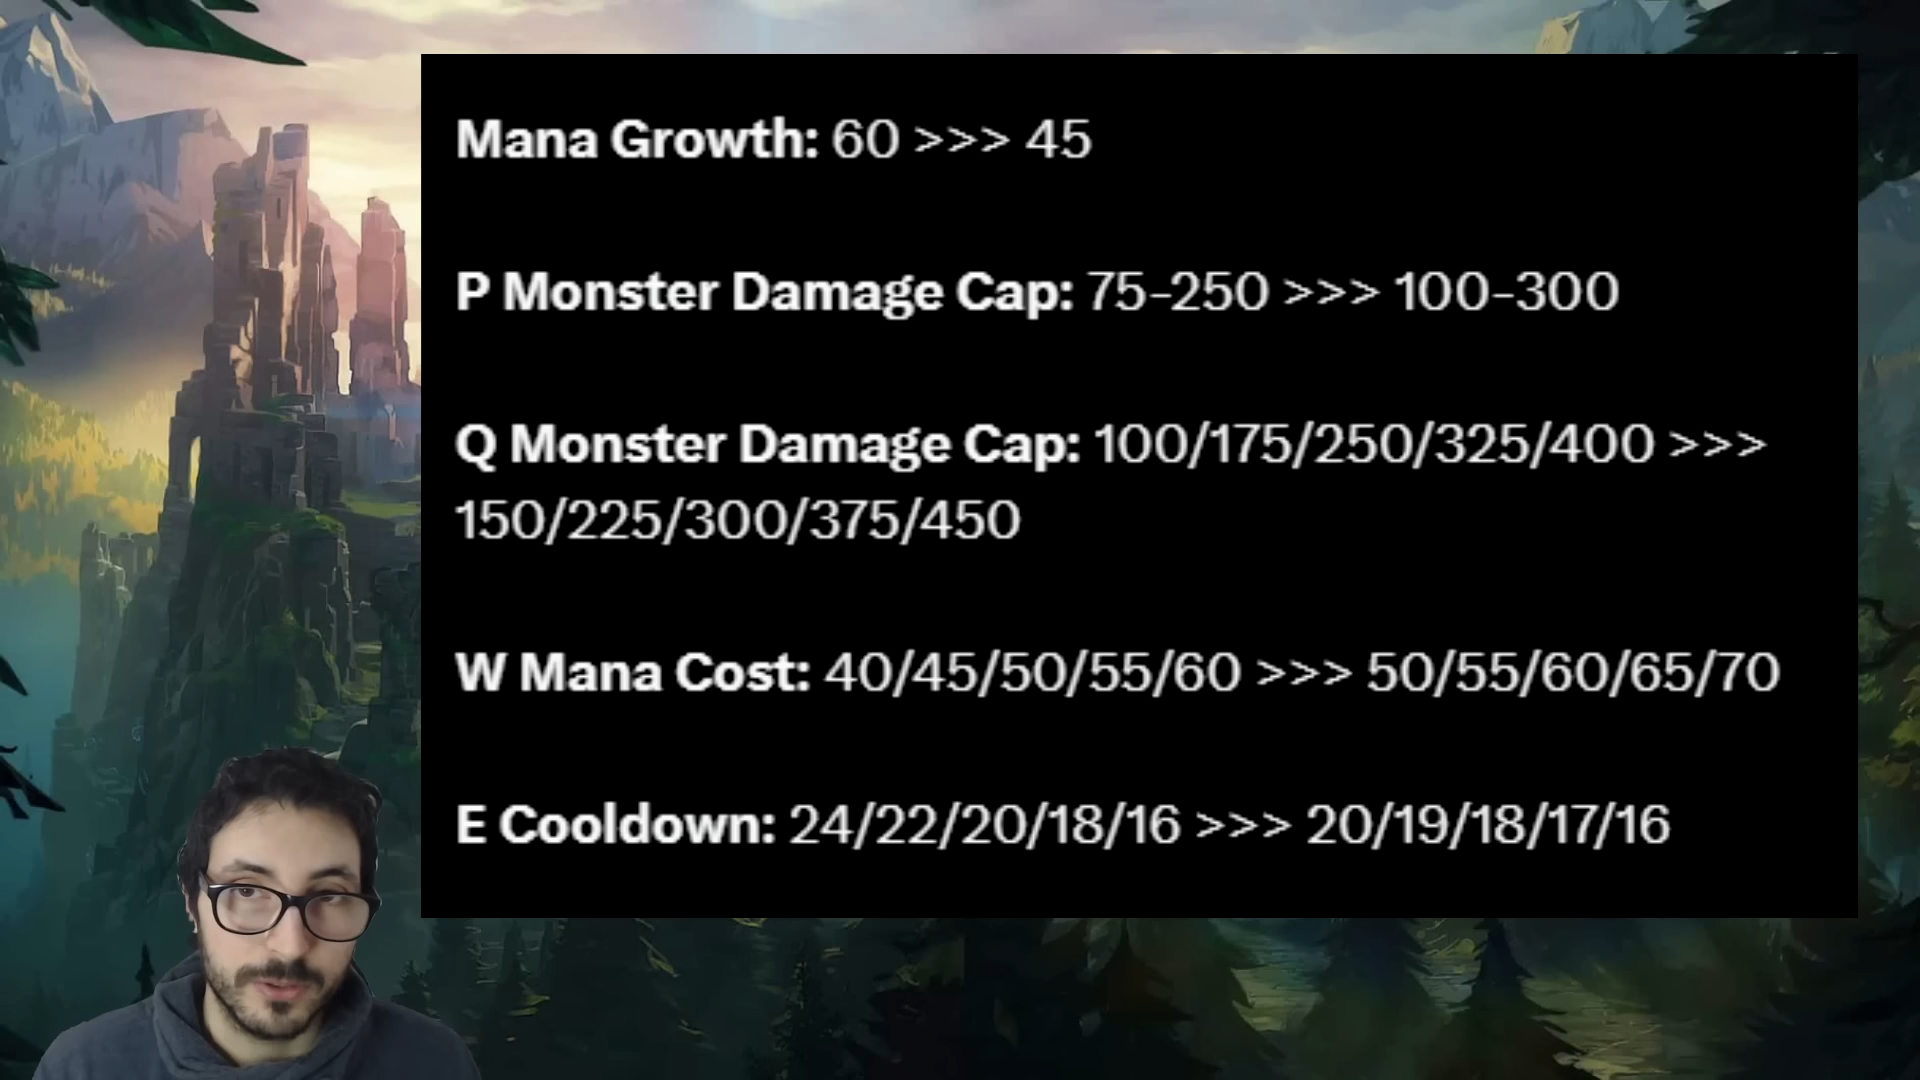 Mana Growth: 60 >>> 45
P Monster Damage Cap: 75-250 >>> 100-300
Q Monster Damage Cap: 100/175/250/325/400 >>>
150/225/300/375/450
W Mana Cost: 40/45/50/55/60 >>> 50/55/60/65/70
E Cooldown: 24/22/20/18/16 >>> 20/19/18/17/16